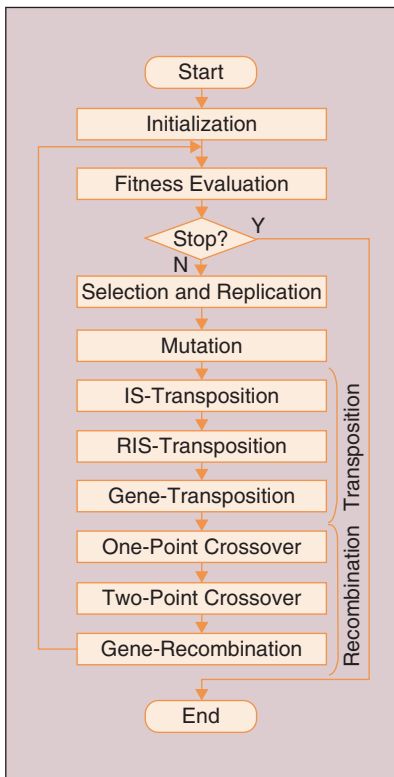 Start
Initialization
Fitness Evaluation
Stop?
Y
N
Selection and Replication
Mutation
IS-Transposition
RIS-Transposition
Gene-Transposition
Transposition
One-Point Crossover
Two-Point Crossover
Gene-Recombination
Recombination
End